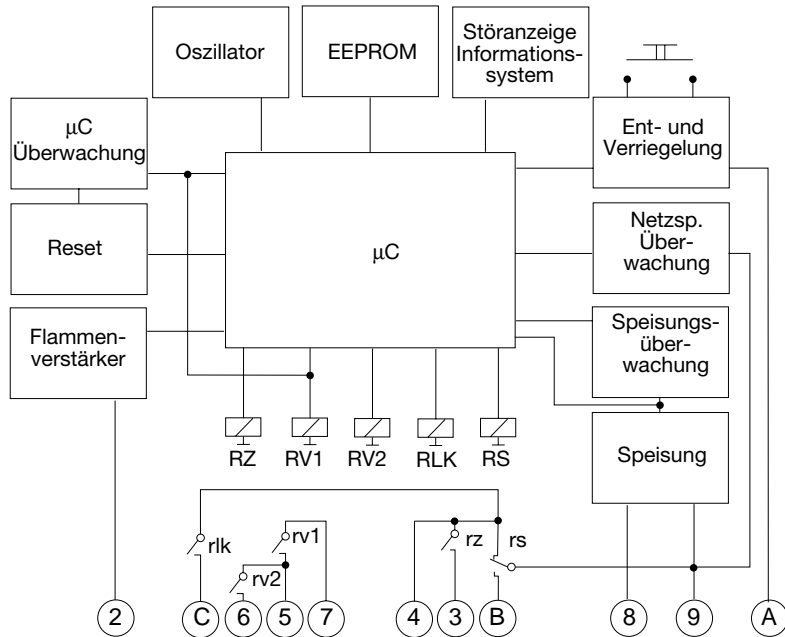 Oszillator
EEPROM
Störanzeige
Informations-
system
µC
Überwachung
Ent- und
Verriegelung
Reset
µC
Netzsp.
Über-
wachung
Flammen-
verstärker
Speisungs-
über-
wachung
RZ
RV1
RV2
RLK
RS
Speisung
rlk
rv1
rv2
rz
rs
2
C
6
5
7
4
3
B
8
9
A